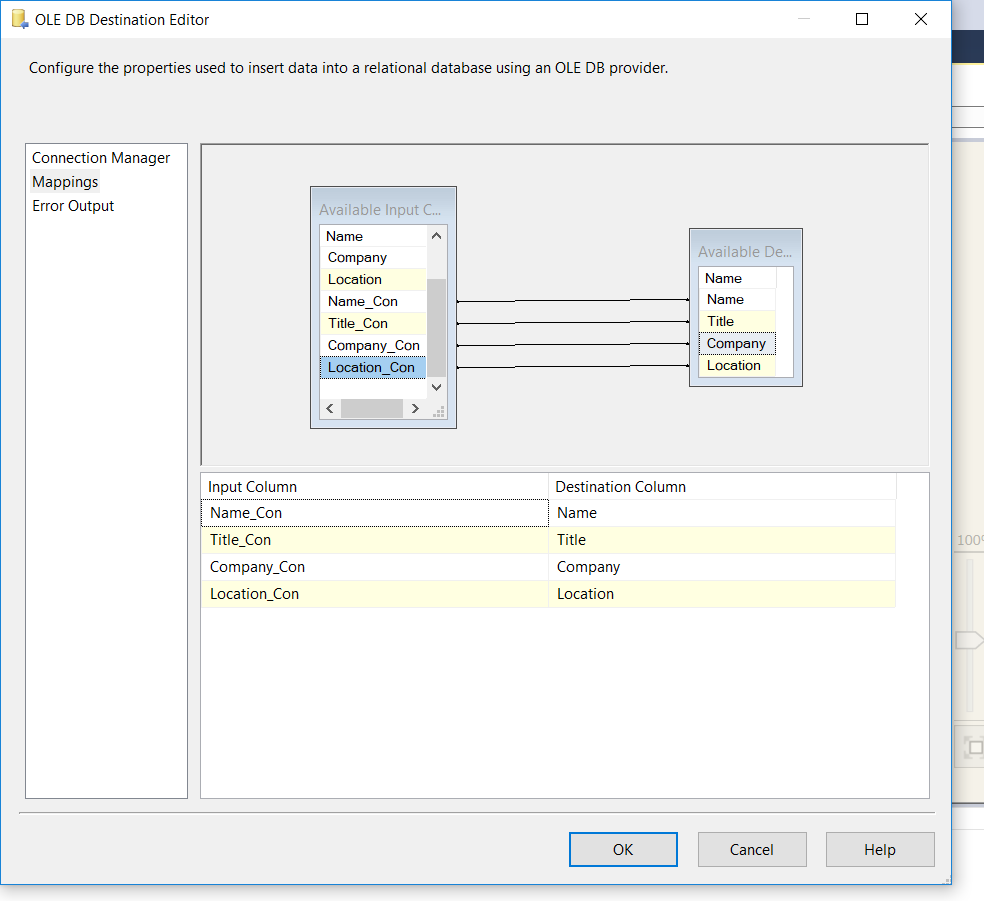 OLE DB Destination Editor
Configure the properties used to insert data into a relational database using an OLE DB provider.
Connection Manager
Mappings
Error Output
Available Input C...
Name
Company
Location
Name_Con
Title_Con
Company_Con
Location_Con
Available De...
Name
Name
Title
Company
Location
Input Column Destination Column
Name_Con Name
Title_Con Title
Company_Con Company
Location_Con Location
100%
OK Cancel Help